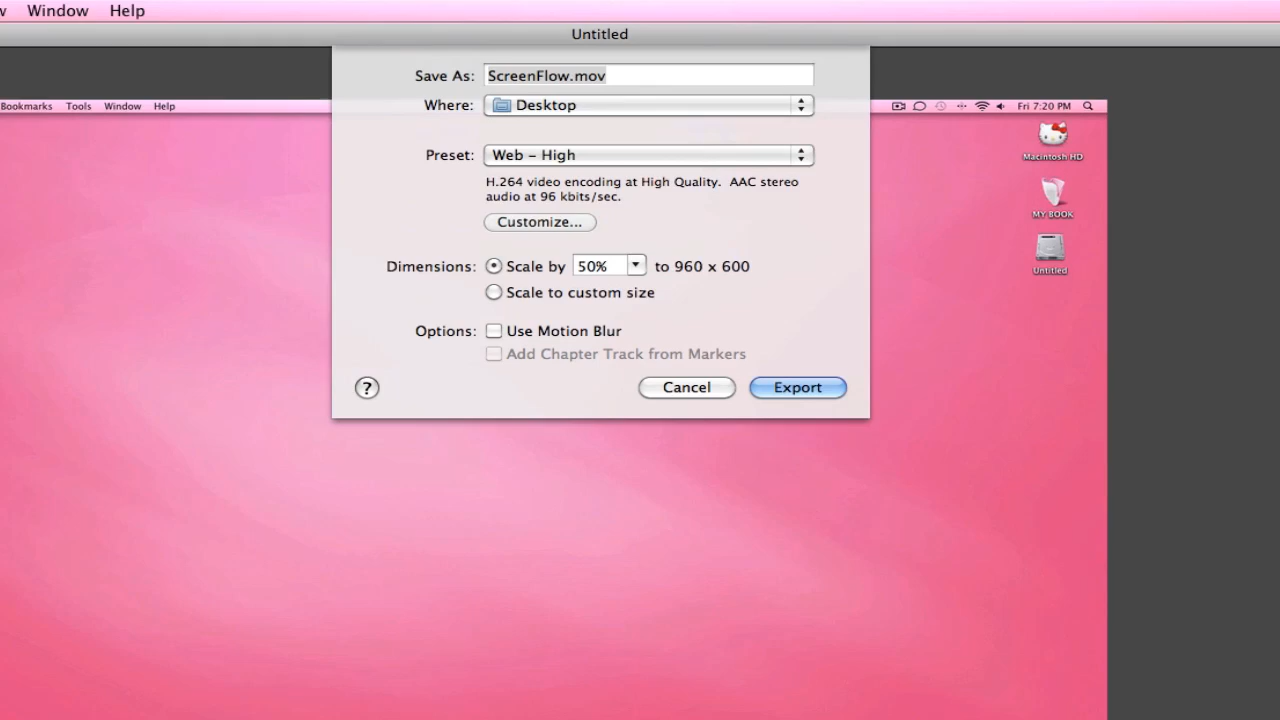 Window Help
Untitled
Save As: ScreenFlow.mov
Where: Desktop
Bookmarks Tools Window Help
Fri 7:20 PM
Macintosh HD
Preset: Web – High
H.264 video encoding at High Quality. AAC stereo
audio at 96 kbits/sec.
MY BOOK
Customize...
Dimensions: Scale by 50% to 960 x 600
Untitled
Scale to custom size
Options: Use Motion Blur
Add Chapter Track from Markers
? Cancel Export